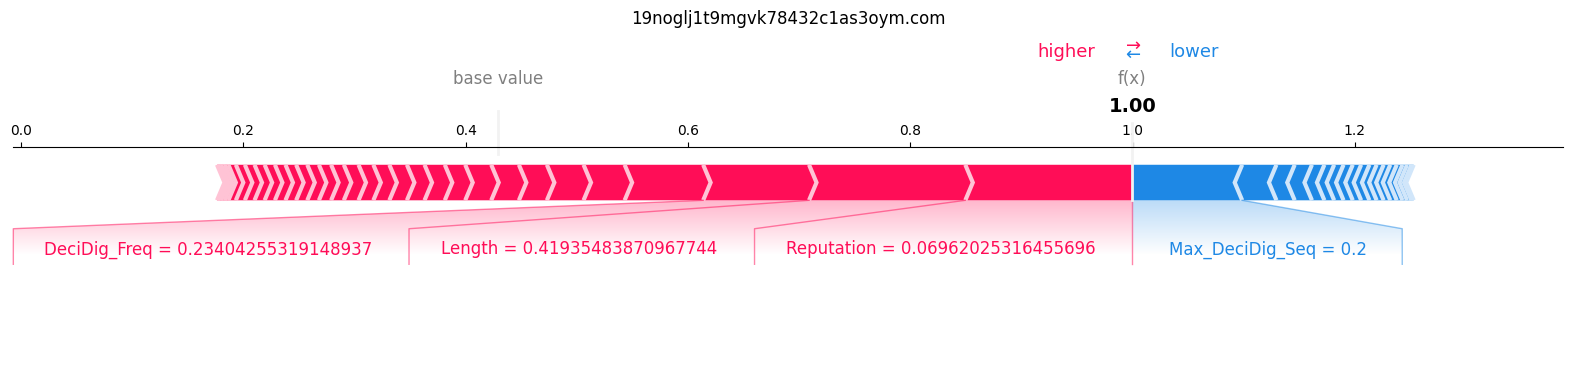 19noglj1t9mgvk78432c1as3oym.com
higher ⇄ lower
base value f(x)
1.00
0.0 0.2 0.4 0.6 0.8 1.0 1.2
DeciDig_Freq = 0.23404255319148937 Length = 0.41935483870967744 Reputation = 0.06962025316455696 Max_DeciDig_Seq = 0.2